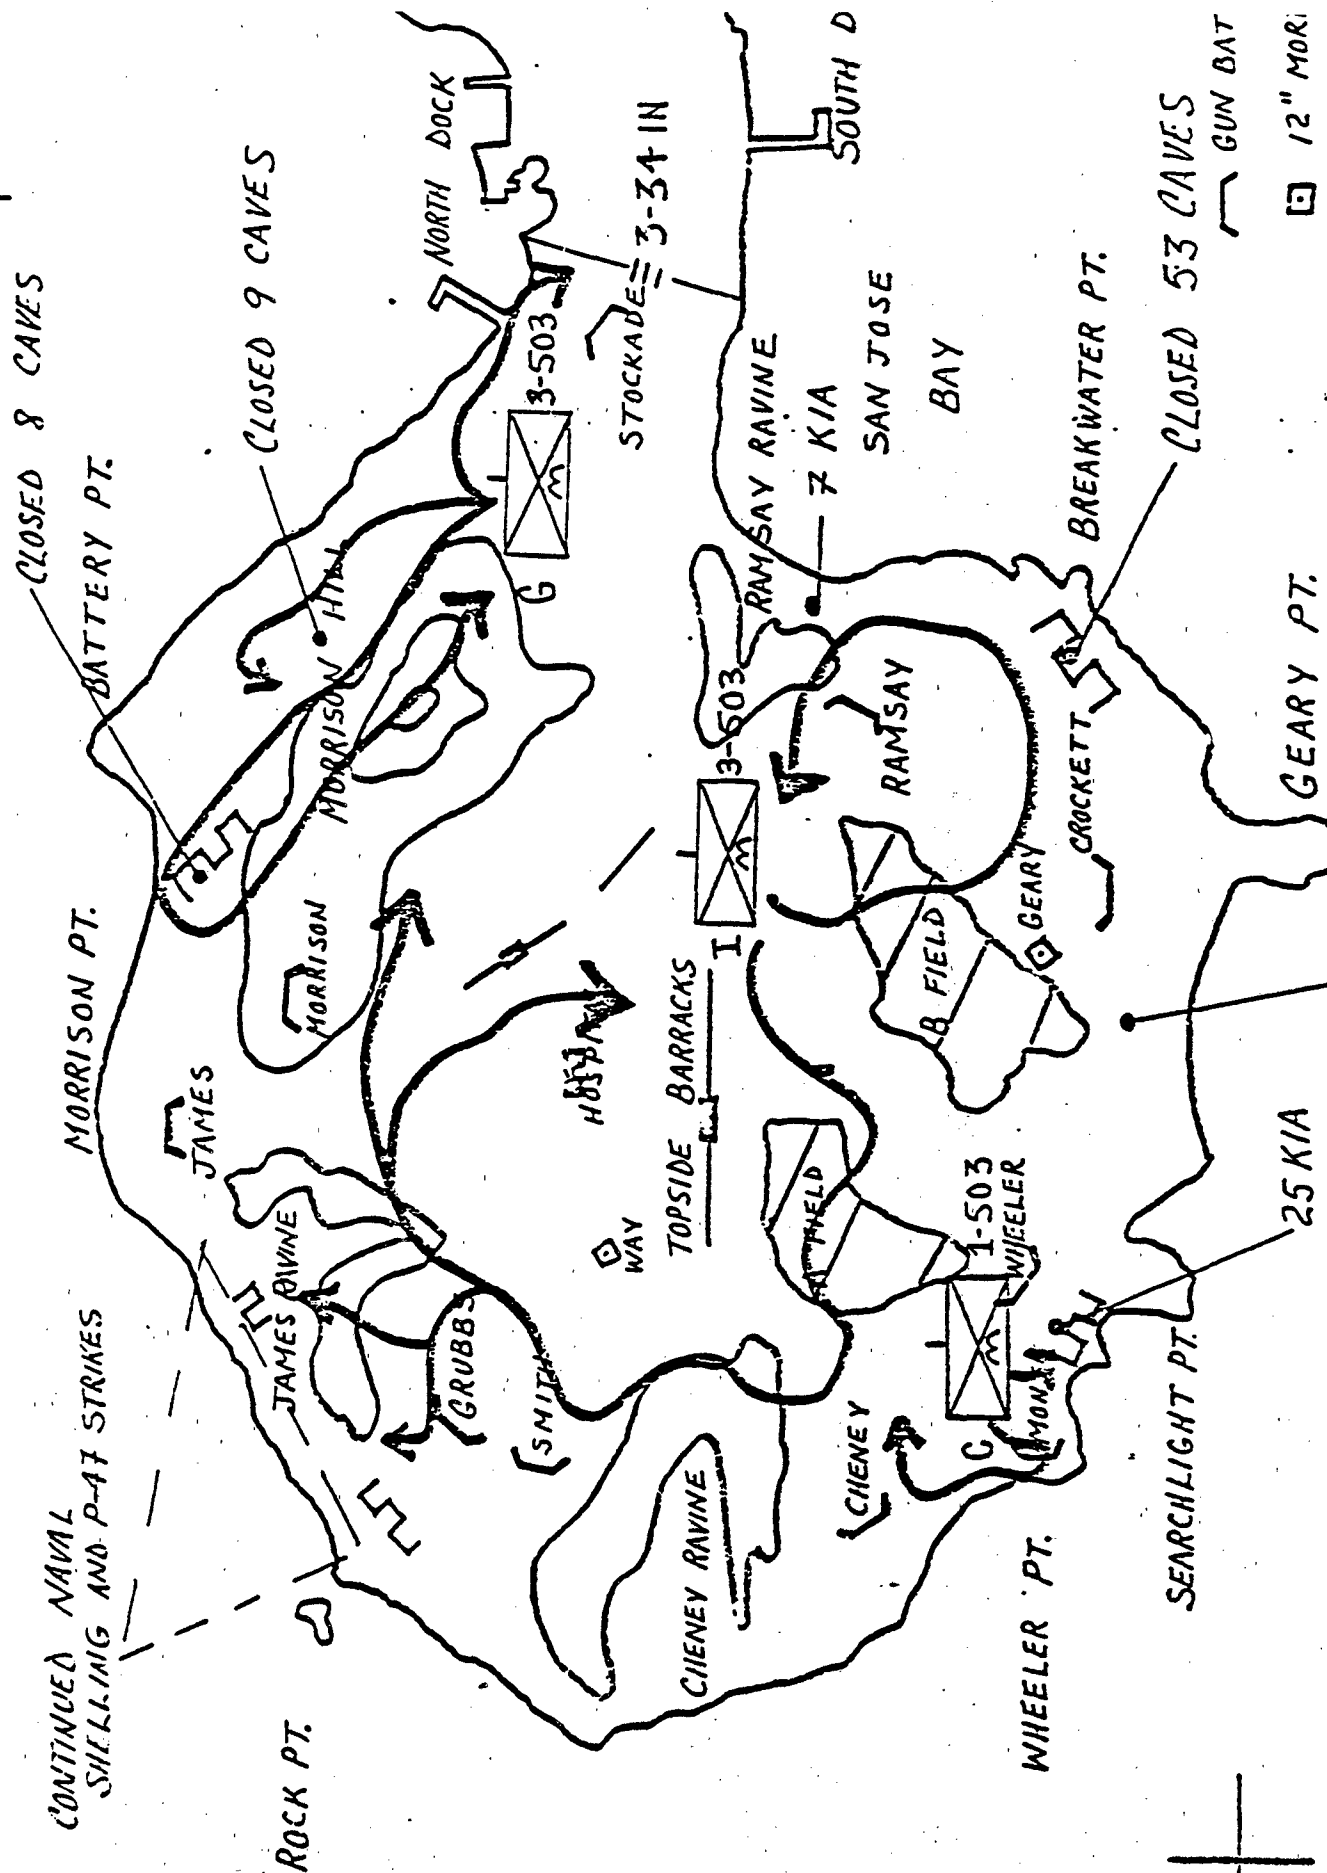 CONTINUED NAVAL
SHELLING AND P-47 STRIKES
CLOSED 8 CAVES
MORRISON PT.
BATTERY PT.
CLOSED 9 CAVES
ROCK PT.
JAMES
JAMES RAVINE
MORRISON
MORRISON HILL
NORTH DOCK
GRUBBS
SMITH
G
3-503
HOSPITAL
STOCKADE
3-34 IN
WAY
TOPSIDE BARRACKS
I
3-503
RAMSAY RAVINE
7 KIA
CHENEY RAVINE
FIELD
SOUTH D
SAN JOSE
BAY
CHENEY
B FIELD
RAMSAY
C
1-503
WHEELER
MONJA
GEARY
CROCKETT
BREAKWATER PT.
WHEELER PT.
SEARCHLIGHT PT.
25 KIA
CLOSED 53 CAVES
GUN BAT
GEARY PT.
12" MOR